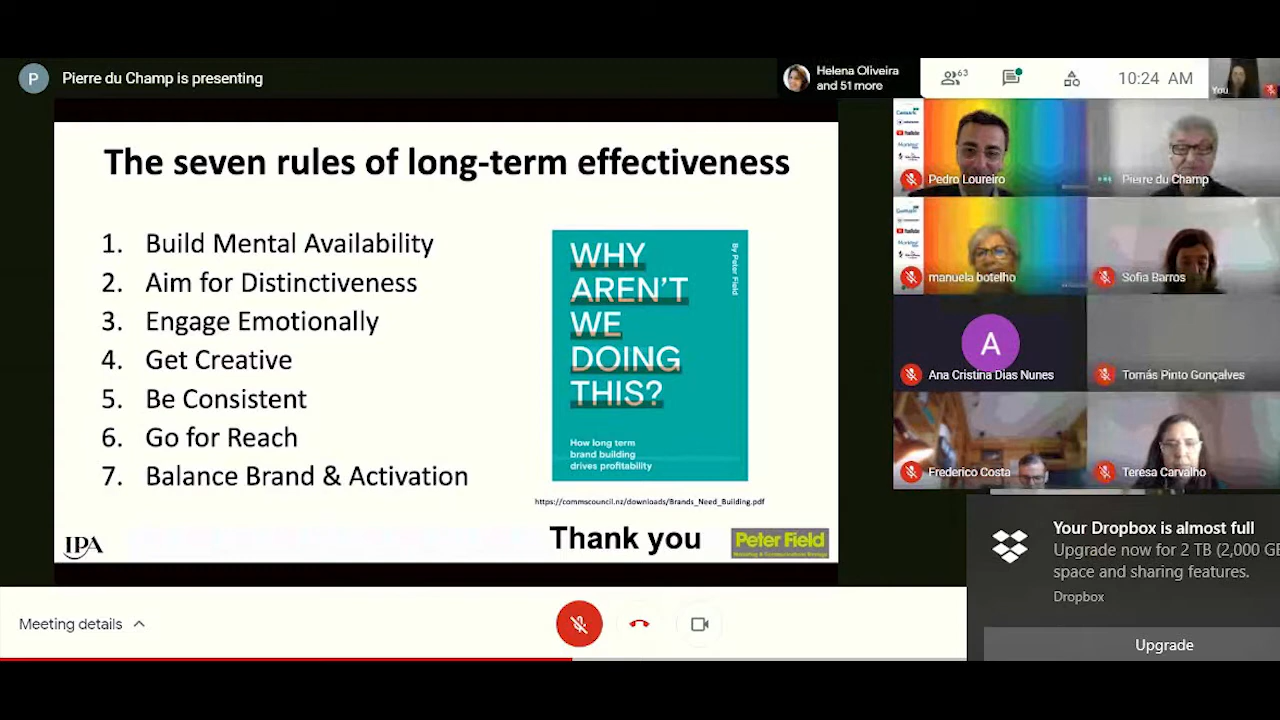 P
Pierre du Champ is presenting
Helena Oliveira
and 51 more
63
10:24 AM
You
The seven rules of long-term effectiveness
1. Build Mental Availability
2. Aim for Distinctiveness
3. Engage Emotionally
4. Get Creative
5. Be Consistent
6. Go for Reach
7. Balance Brand & Activation
WHY
AREN'T
WE
DOING
THIS?
By Peter Field
How long term
brand building
drives profitability
https://commscouncil.nz/downloads/Brands_Need_Building.pdf
IPA
Thank you
Peter Field
Marketing & Communications Strategy
YouTube
Pedro Loureiro
Pierre du Champ
YouTube
manuela botelho
Sofia Barros
A
Ana Cristina Dias Nunes
Tomás Pinto Gonçalves
Frederico Costa
Teresa Carvalho
Your Dropbox is almost full
Upgrade now for 2 TB (2,000 GB
space and sharing features.
Dropbox
Upgrade
Meeting details